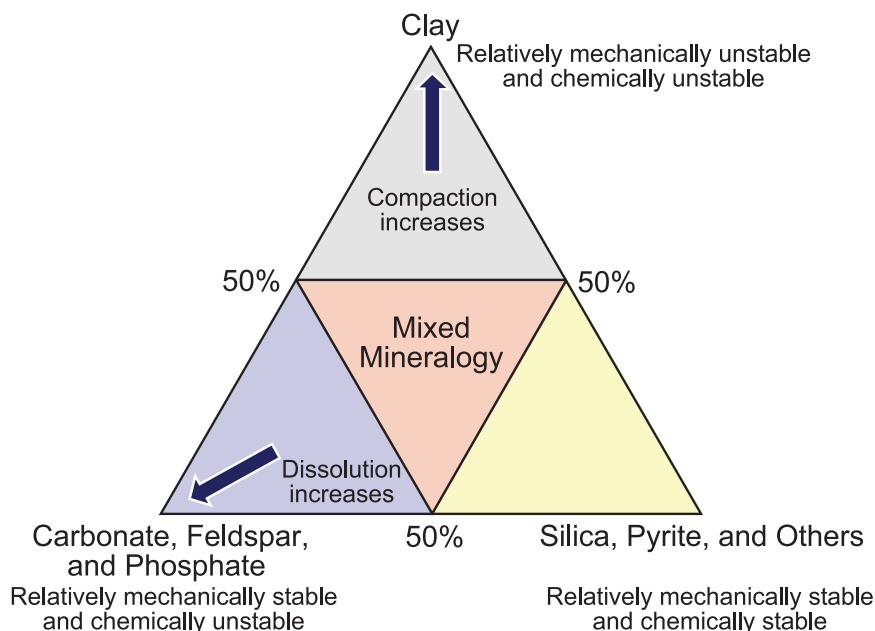 Clay
Relatively mechanically unstable
and chemically unstable
Compaction
increases
50%
50%
Mixed
Mineralogy
Dissolution
increases
Carbonate, Feldspar,
and Phosphate
50%
Silica, Pyrite, and Others
Relatively mechanically stable
and chemically unstable
Relatively mechanically stable
and chemically stable